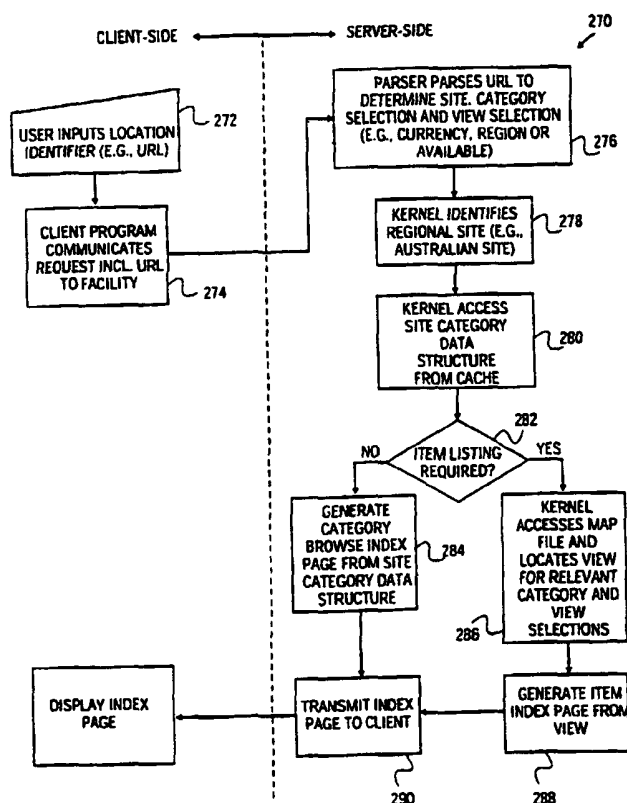 CLIENT-SIDE
SERVER-SIDE
270
USER INPUTS LOCATION
IDENTIFIER (E.G., URL)
272
CLIENT PROGRAM
COMMUNICATES
REQUEST INCL. URL
TO FACILITY
274
PARSER PARSES URL TO
DETERMINE SITE. CATEGORY
SELECTION AND VIEW SELECTION
(E.G., CURRENCY, REGION OR
AVAILABLE)
276
KERNEL IDENTIFIES
REGIONAL SITE (E.G.,
AUSTRALIAN SITE)
278
KERNEL ACCESS
SITE CATEGORY
DATA
STRUCTURE
FROM CACHE
280
282
ITEM LISTING
REQUIRED?
NO
YES
GENERATE
CATEGORY
BROWSE INDEX
PAGE FROM SITE
CATEGORY DATA
STRUCTURE
284
KERNEL
ACCESSES MAP
FILE AND
LOCATES VIEW
FOR RELEVANT
CATEGORY AND
VIEW
SELECTIONS
286
DISPLAY INDEX
PAGE
TRANSMIT INDEX
PAGE TO CLIENT
290
GENERATE ITEM
INDEX PAGE FROM
VIEW
288